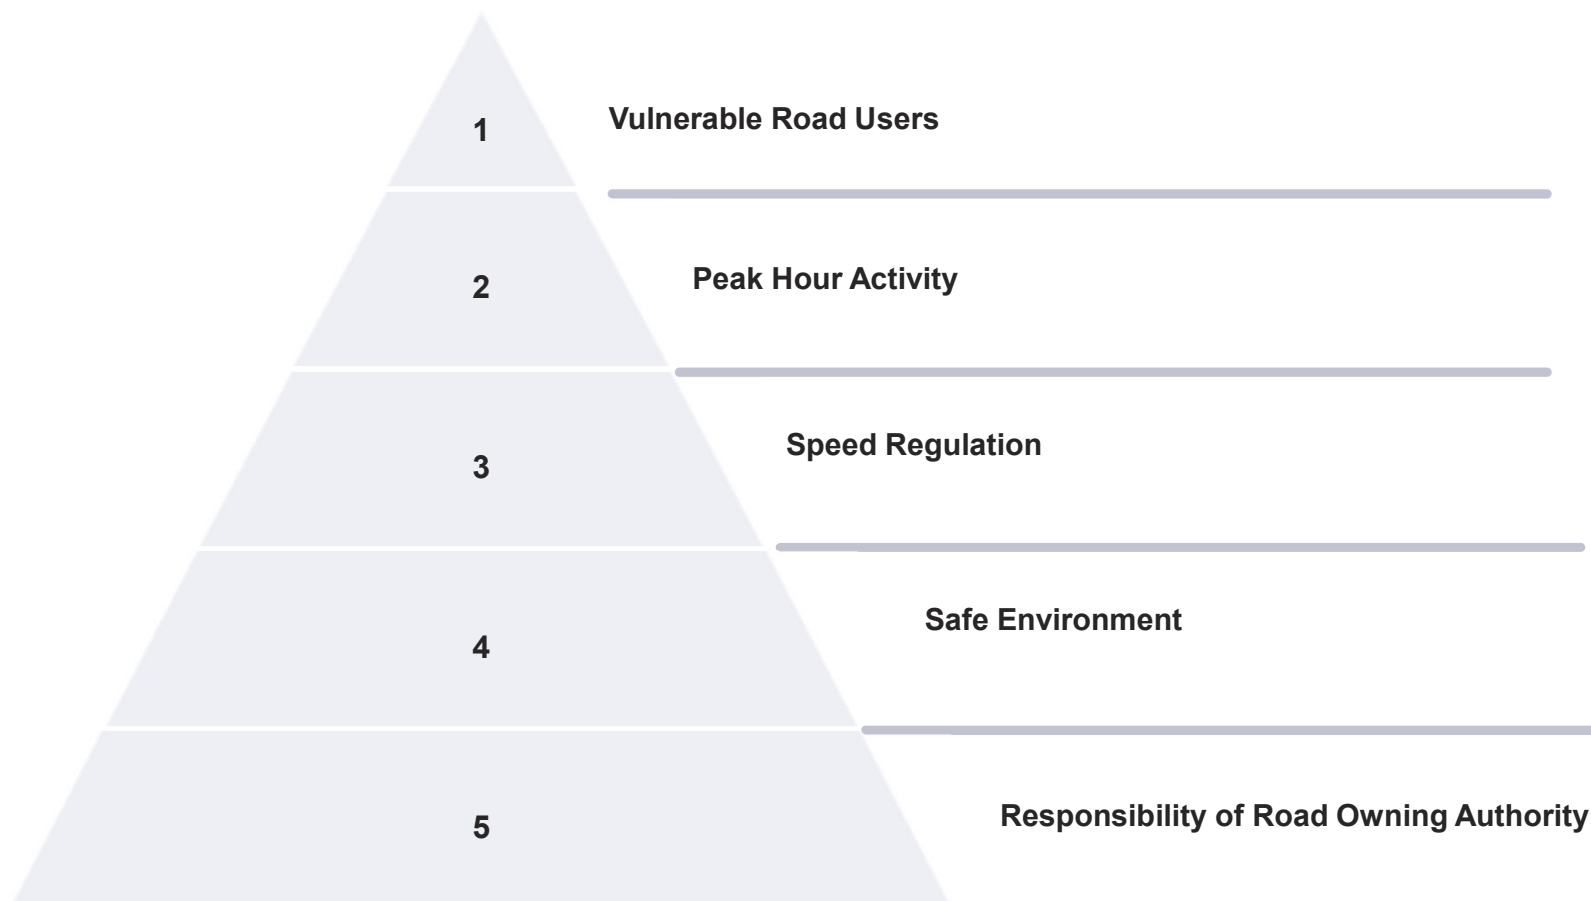 1
Vulnerable Road Users
2
Peak Hour Activity
3
Speed Regulation
4
Safe Environment
5
Responsibility of Road Owning Authority